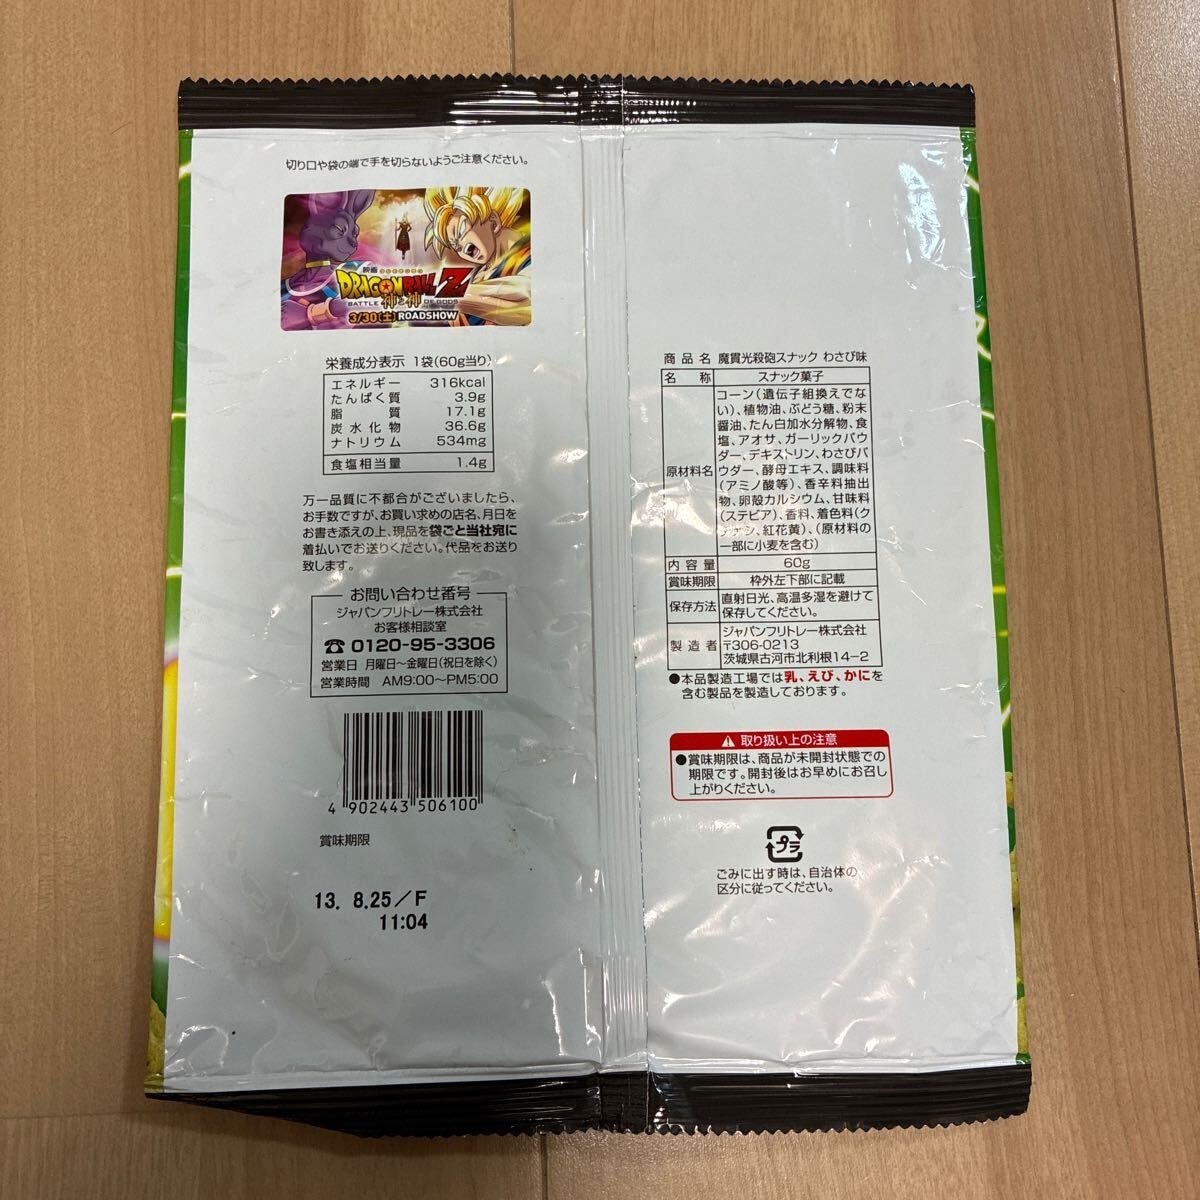 切り口や袋の端で手を切らないようご注意ください。
映画
DRAGONBALL Z
BATTLE 神と神 OF GODS
3/30(土) ROADSHOW
栄養成分表示 1袋(60g当り)
エネルギー 316kcal
たんぱく質 3.9g
脂 質 17.1g
炭水化物 36.6g
ナトリウム 534mg
食塩相当量 1.4g
万一品質に不都合がございましたら、
お手数ですが、お買い求めの店名、月日を
お書き添えの上、現品を袋ごと当社宛に
着払いでお送りください。代品をお送り
致します。
お問い合わせ番号
ジャパンフリトレー株式会社
お客様相談室
☎ 0120-95-3306
営業日 月曜日〜金曜日(祝日を除く)
営業時間 AM9:00〜PM5:00
4 902443 506100
賞味期限
13. 8.25/F
11:04
商品名 魔貫光殺砲スナック わさび味
名 称 スナック菓子
原材料名
コーン(遺伝子組換えでな
い)、植物油、ぶどう糖、粉末
醤油、たん白加水分解物、食
塩、アオサ、ガーリックパウ
ダー、デキストリン、わさびパ
ウダー、酵母エキス、調味料
(アミノ酸等)、香辛料抽出
物、卵殻カルシウム、甘味料
(ステビア)、香料、着色料(ク
チナシ、紅花黄)、(原材料の
一部に小麦を含む)
内容量 60g
賞味期限 枠外左下部に記載
保存方法 直射日光、高温多湿を避けて
保存してください。
製造者 ジャパンフリトレー株式会社
〒306-0213
茨城県古河市北利根14-2
●本品製造工場では乳、えび、かにを
含む製品を製造しております。
⚠ 取り扱い上の注意
●賞味期限は、商品が未開封状態での
期限です。開封後はお早めにお召し
上がりください。
プラ
ごみに出す時は、自治体の
区分に従ってください。